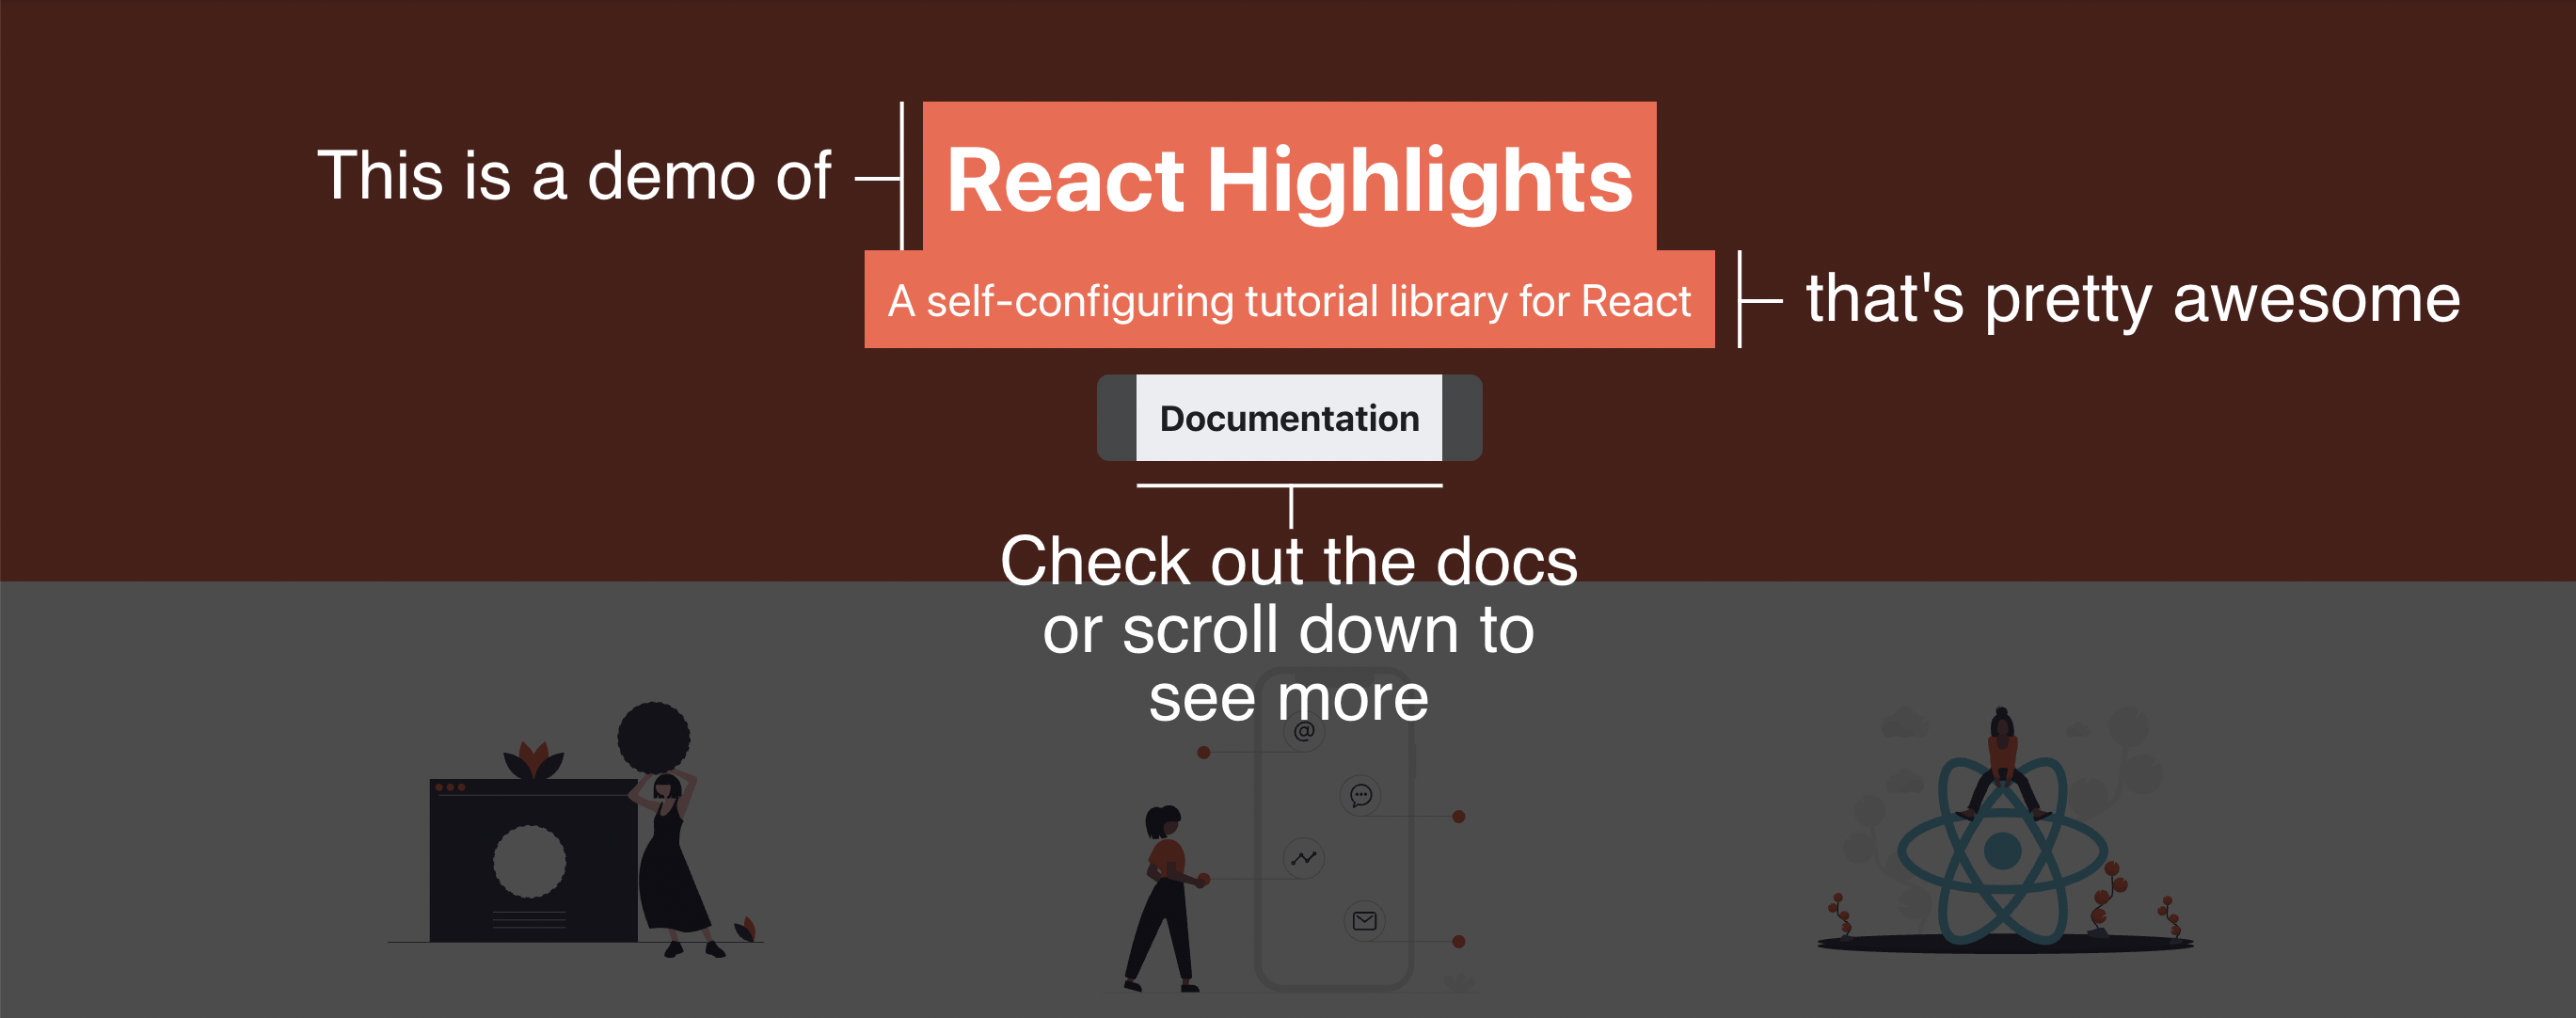 This is a demo of
React Highlights
A self-configuring tutorial library for React
that's pretty awesome
Documentation
Check out the docs
or scroll down to
see more
@